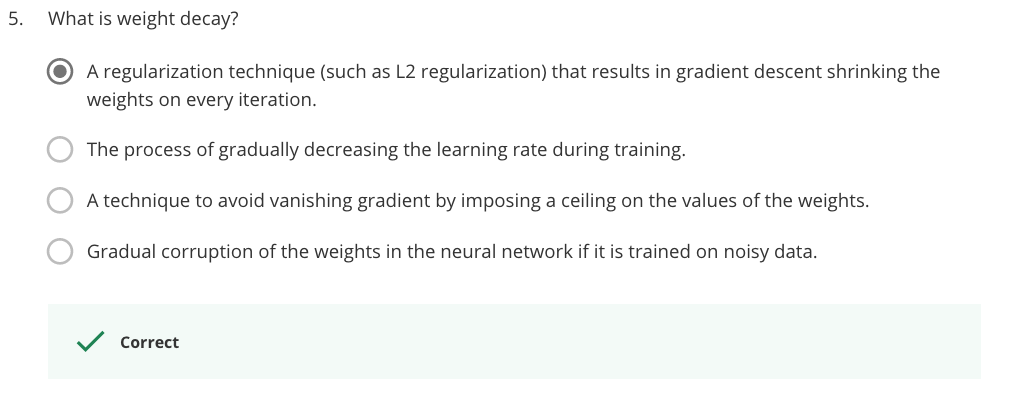 5. What is weight decay?
A regularization technique (such as L2 regularization) that results in gradient descent shrinking the
weights on every iteration.
The process of gradually decreasing the learning rate during training.
A technique to avoid vanishing gradient by imposing a ceiling on the values of the weights.
Gradual corruption of the weights in the neural network if it is trained on noisy data.
Correct